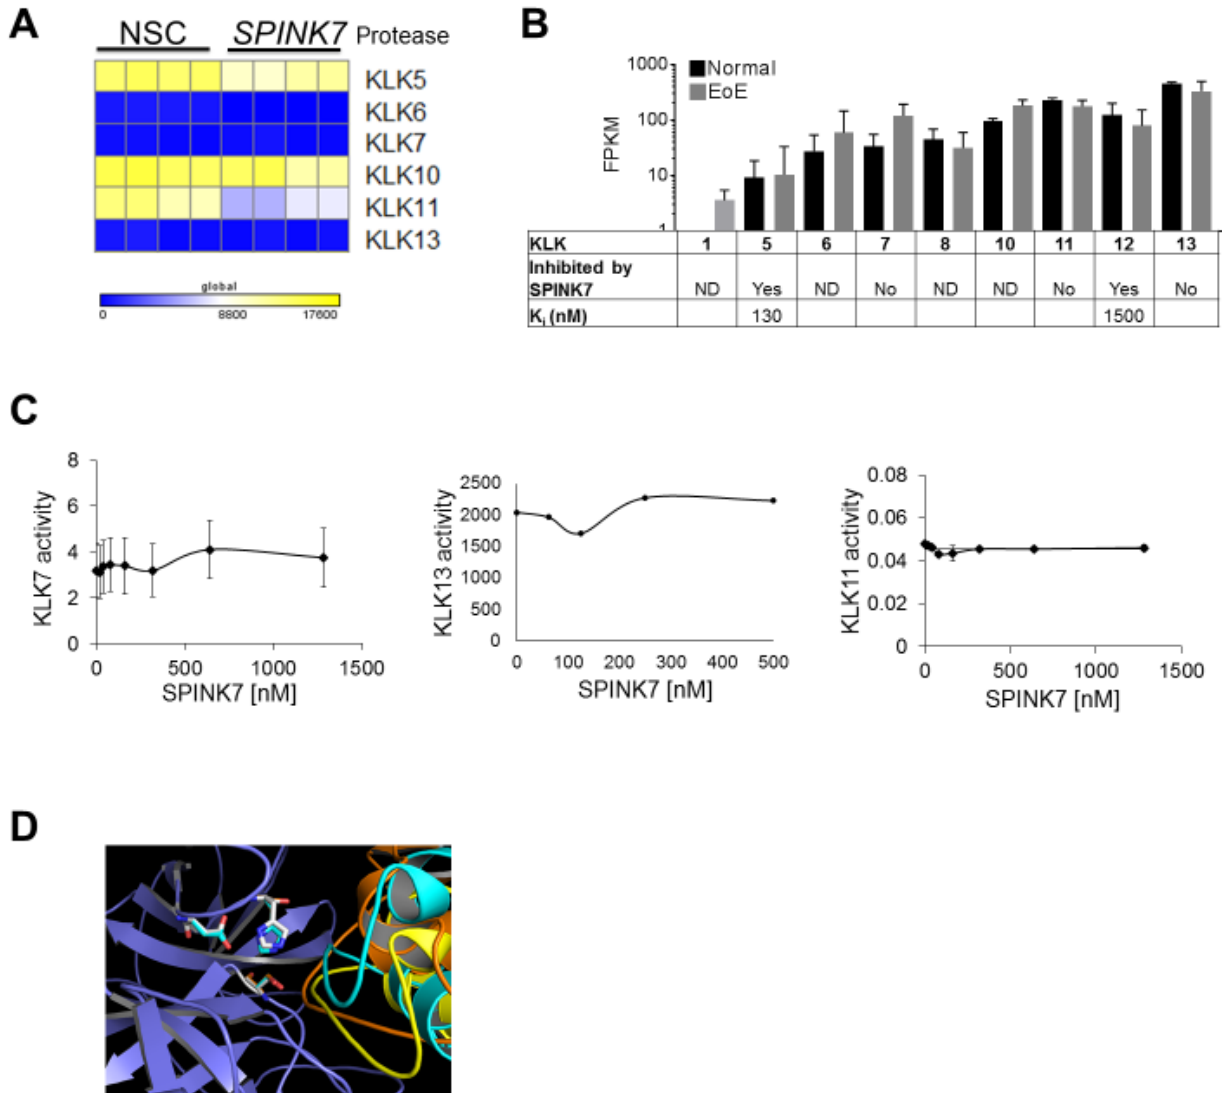 A
NSC SPINK7 Protease
KLK5
KLK6
KLK7
KLK10
KLK11
KLK13
global
0 8800 17600
B
Normal
EoE
FPKM
1000
100
10
1
KLK 1 5 6 7 8 10 11 12 13
Inhibited by
SPINK7 ND Yes ND No ND ND No Yes No
Ki (nM) 130 1500
C
KLK7 activity
8
6
4
2
0
0 500 1000 1500
SPINK7 [nM]
KLK13 activity
2500
2000
1500
1000
500
0
0 100 200 300 400 500
SPINK7 [nM]
KLK11 activity
0.08
0.06
0.04
0.02
0
0 500 1000 1500
SPINK7 [nM]
D